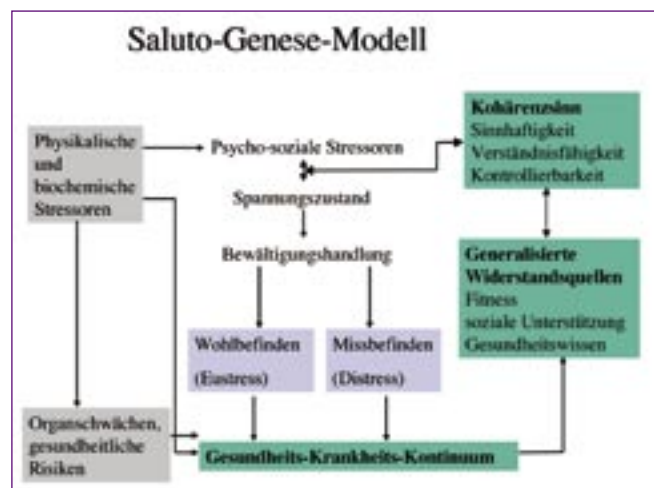 Saluto-Genese-Modell
Physikalische
und
biochemische
Stressoren
Psycho-soziale Stressoren
Spannungszustand
Bewältigungshandlung
Kohärenzsinn
Sinnhaftigkeit
Verständnisfähigkeit
Kontrollierbarkeit
Generalisierte
Widerstandsquellen
Fitness
soziale Unterstützung
Gesundheitswissen
Wohlbefinden
(Eustress)
Missbefinden
(Distress)
Organschwächen,
gesundheitliche
Risiken
Gesundheits-Krankheits-Kontinuum